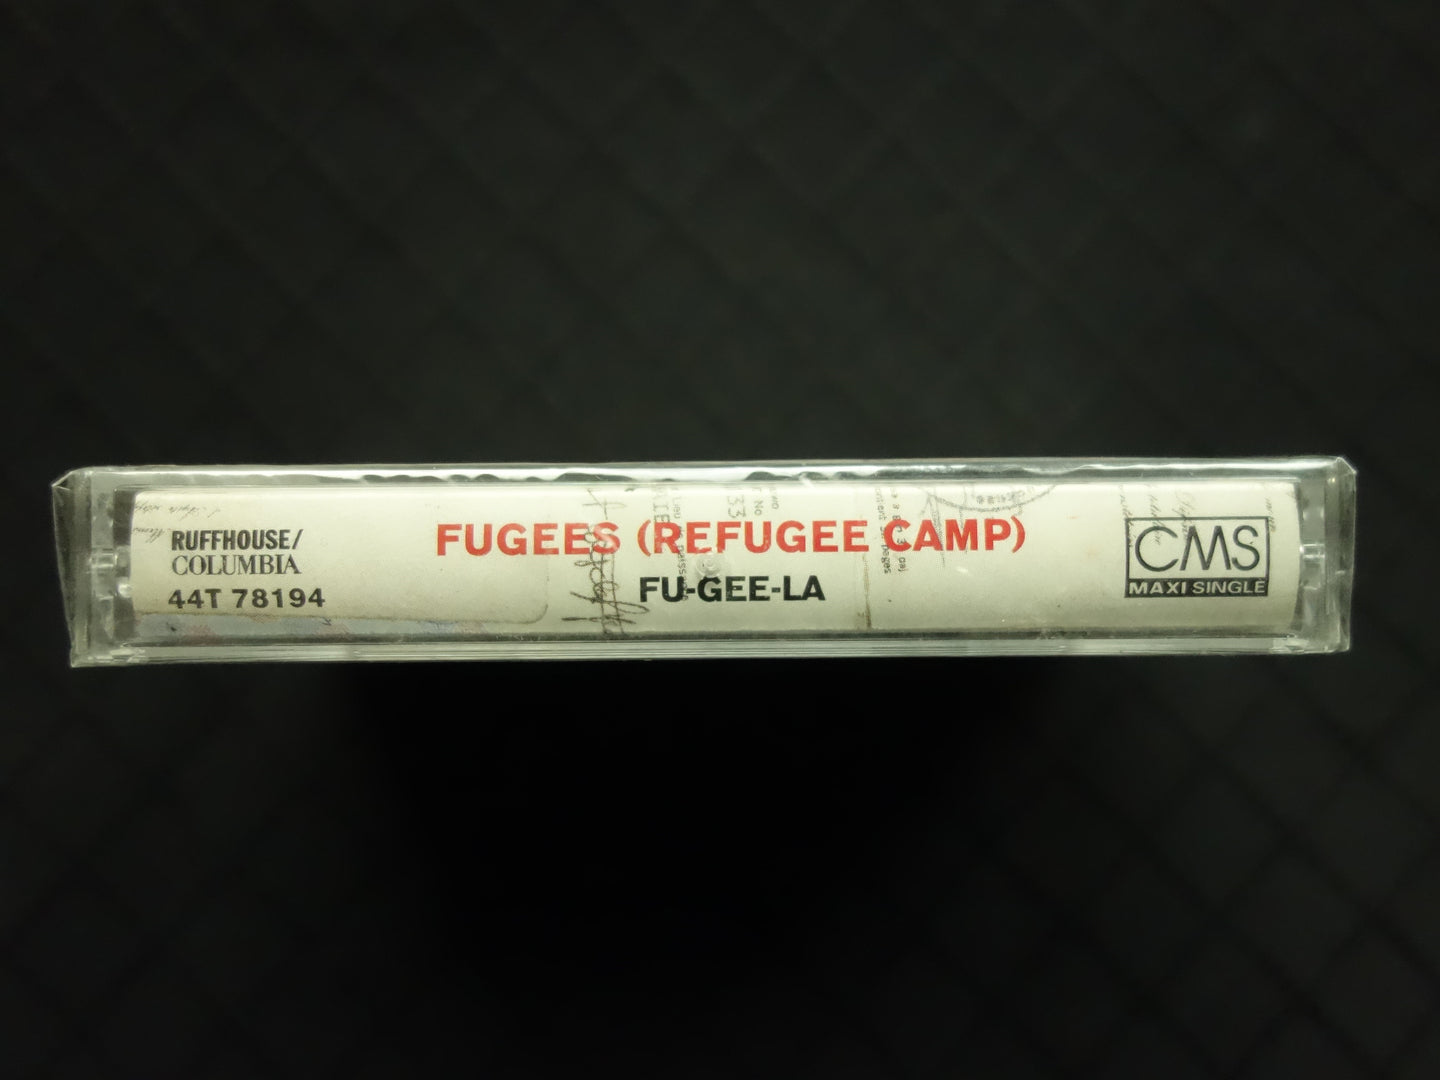 RUFFHOUSE/
COLUMBIA
44T 78194
FUGEES (REFUGEE CAMP)
FU-GEE-LA
CMS
MAXI SINGLE